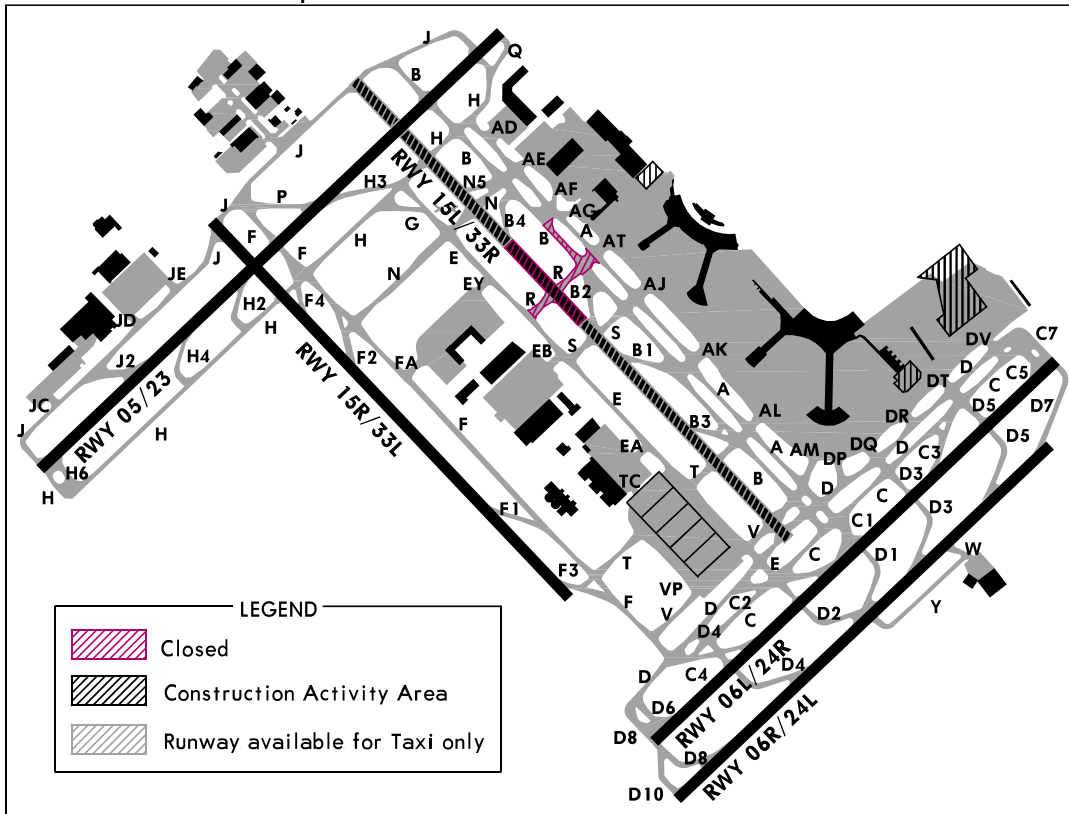 J
Q
B
H
AD
H
J
B
AE
RWY 15L/33R
H3
N5
AF
P
N
AG
J
B4
A
G
F
B
AT
F
H
E
J
R
JE
N
EY
R
B2
AJ
H2
F4
JD
H
S
EB
S
B1
AK
C7
DV
J2
H4
RWY 15R/33L
F2
FA
D
C5
DT
C
RWY 05/23
E
A
D5
D7
JC
AL
DR
F
B3
D5
J
H
EA
A
AM
DQ
D
C3
DP
D3
H6
TC
T
B
D
H
C
F1
D3
C1
V
C
W
E
D1
F3
T
LEGEND
VP
F
V
D
C2
C
D2
Y
D4
Closed
D
C4
D4
Construction Activity Area
RWY 06L/24R
D6
Runway available for Taxi only
D8
D8
RWY 06R/24L
D10